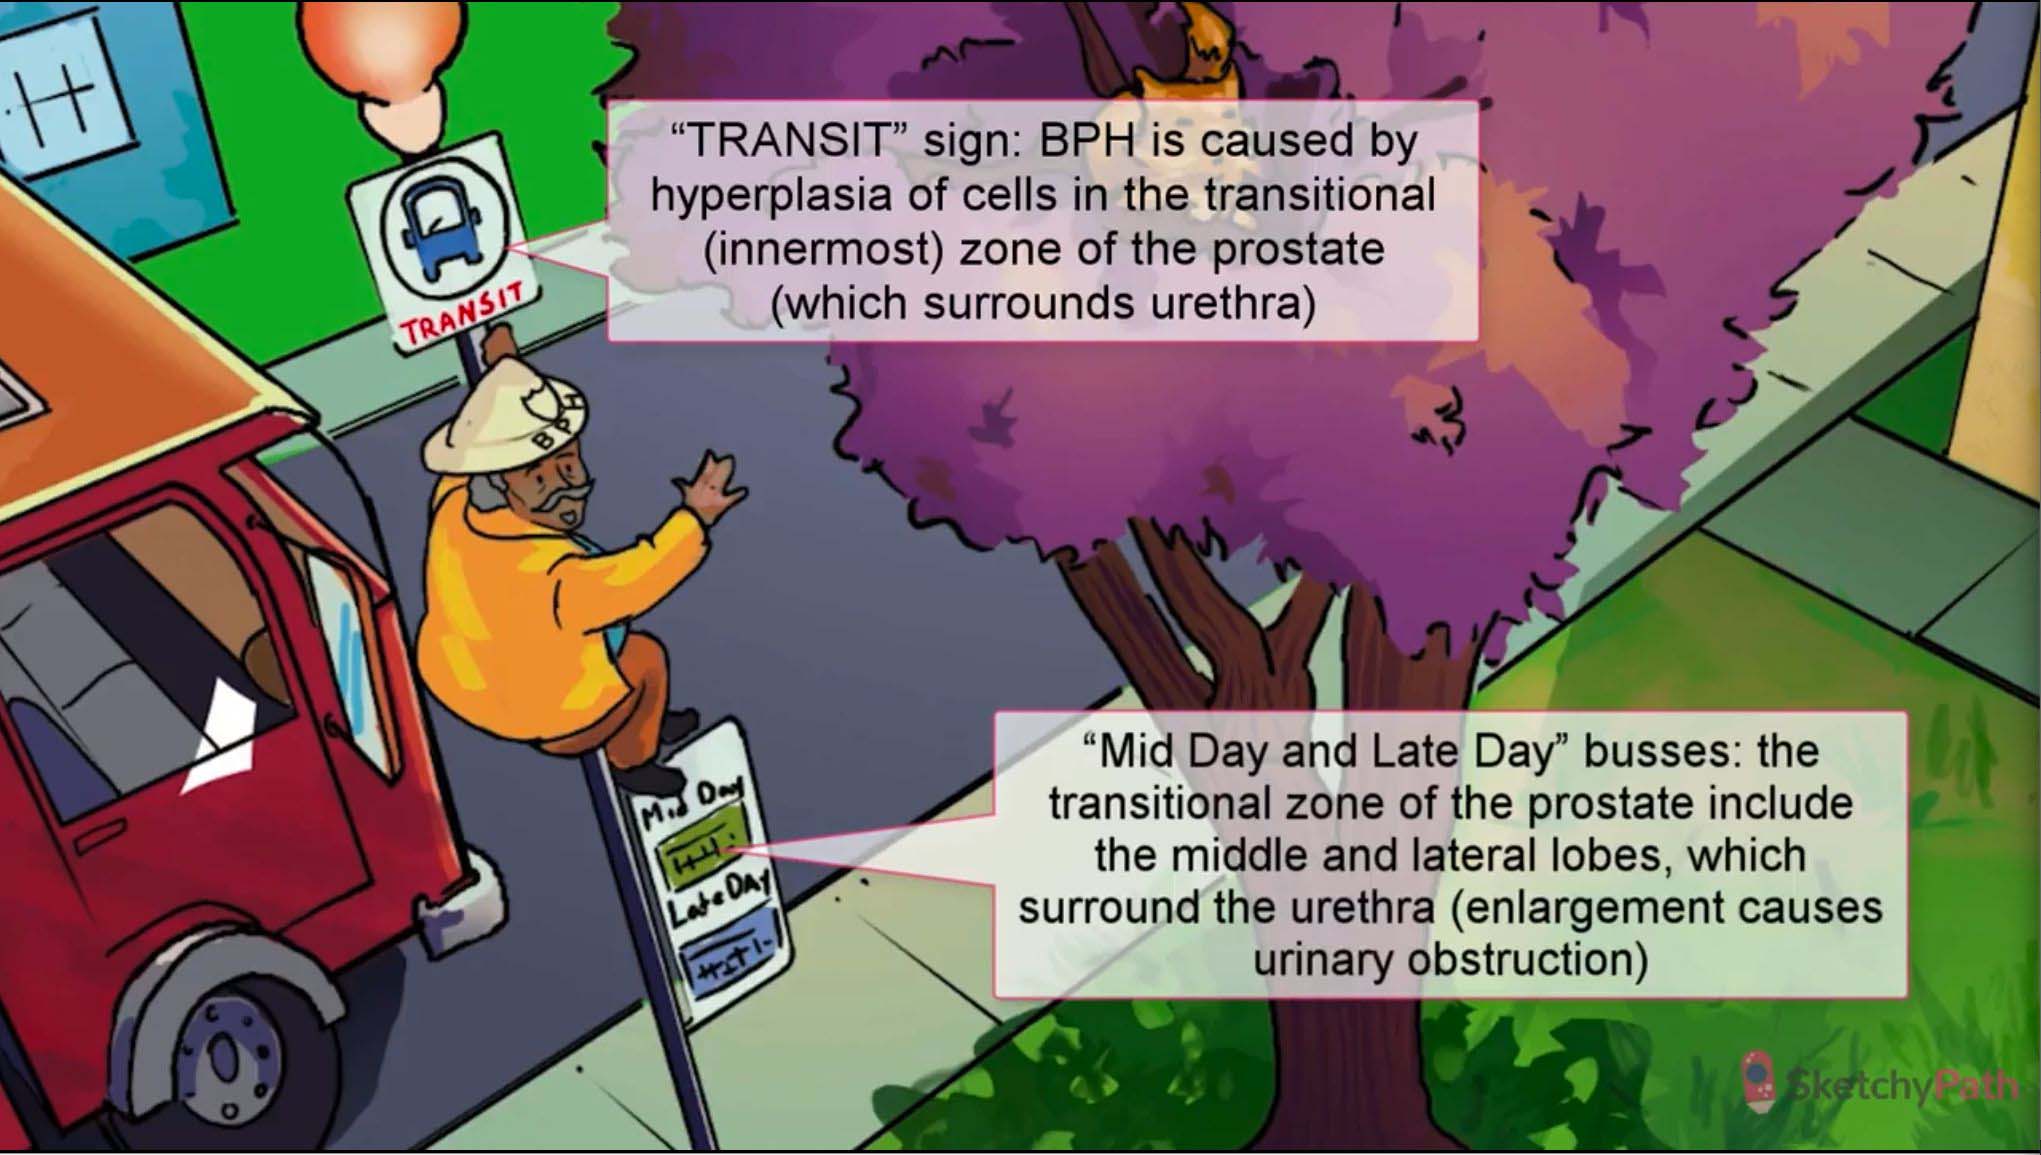 “TRANSIT” sign: BPH is caused by
hyperplasia of cells in the transitional
(innermost) zone of the prostate
(which surrounds urethra)
TRANSIT
BPH
“Mid Day and Late Day” busses: the
transitional zone of the prostate include
the middle and lateral lobes, which
surround the urethra (enlargement causes
urinary obstruction)
Mid Day
Late DAY
SketchyPath